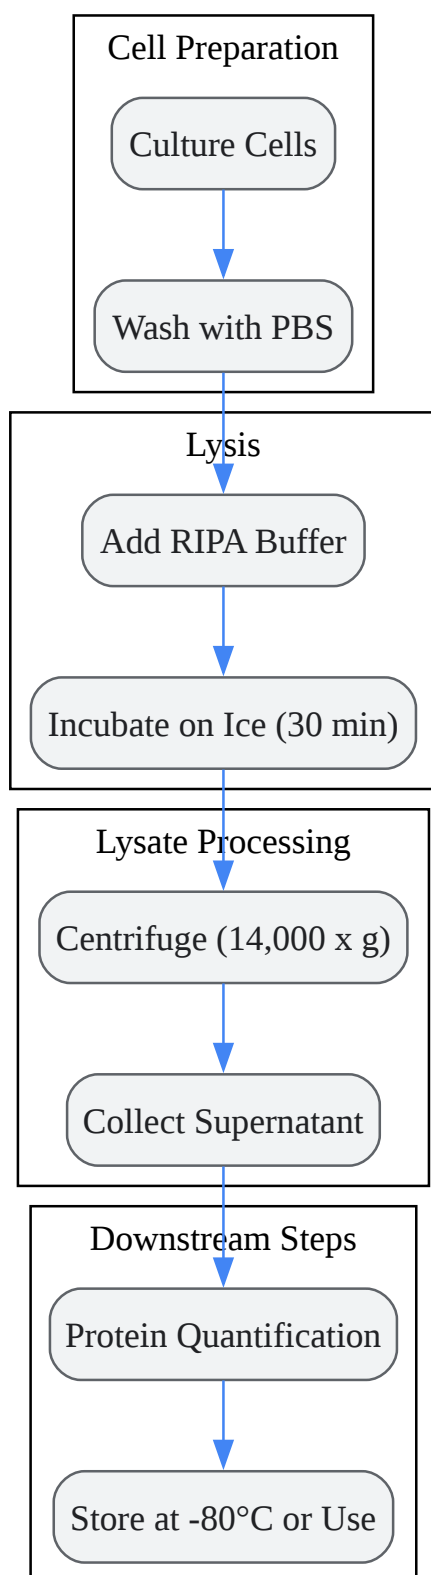 Cell Preparation
Culture Cells
Wash with PBS
Lysis
Add RIPA Buffer
Incubate on Ice (30 min)
Lysate Processing
Centrifuge (14,000 x g)
Collect Supernatant
Downstream Steps
Protein Quantification
Store at -80°C or Use